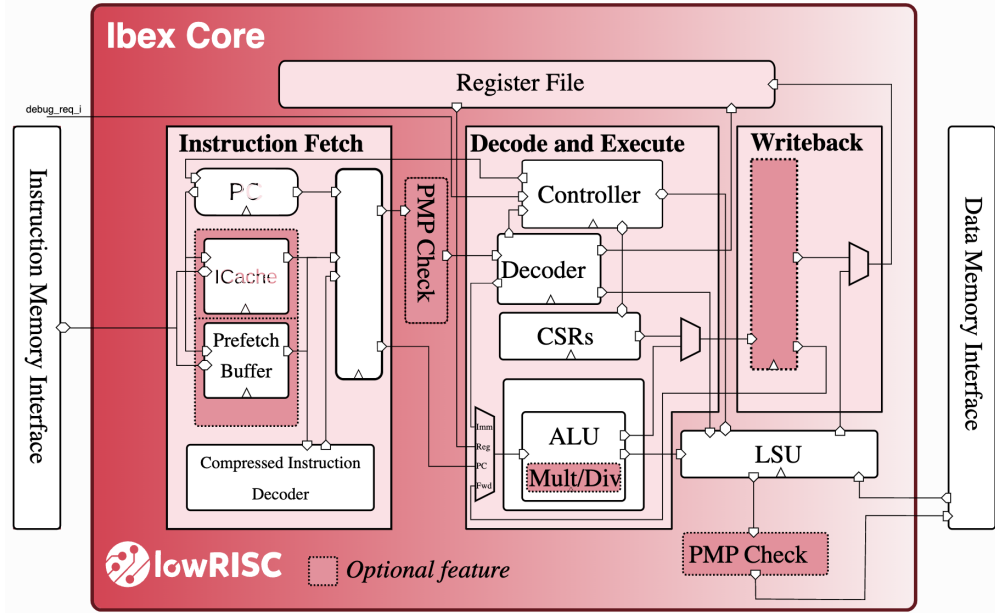 Ibex Core
Register File
debug_req_i
Instruction Memory Interface
Instruction Fetch
PC
ICache
Prefetch
Buffer
Compressed Instruction
Decoder
PMP Check
Decode and Execute
Controller
Decoder
CSRs
Imm
Reg
PC
Fwd
ALU
Mult/Div
Writeback
LSU
PMP Check
Data Memory Interface
lowRISC
Optional feature